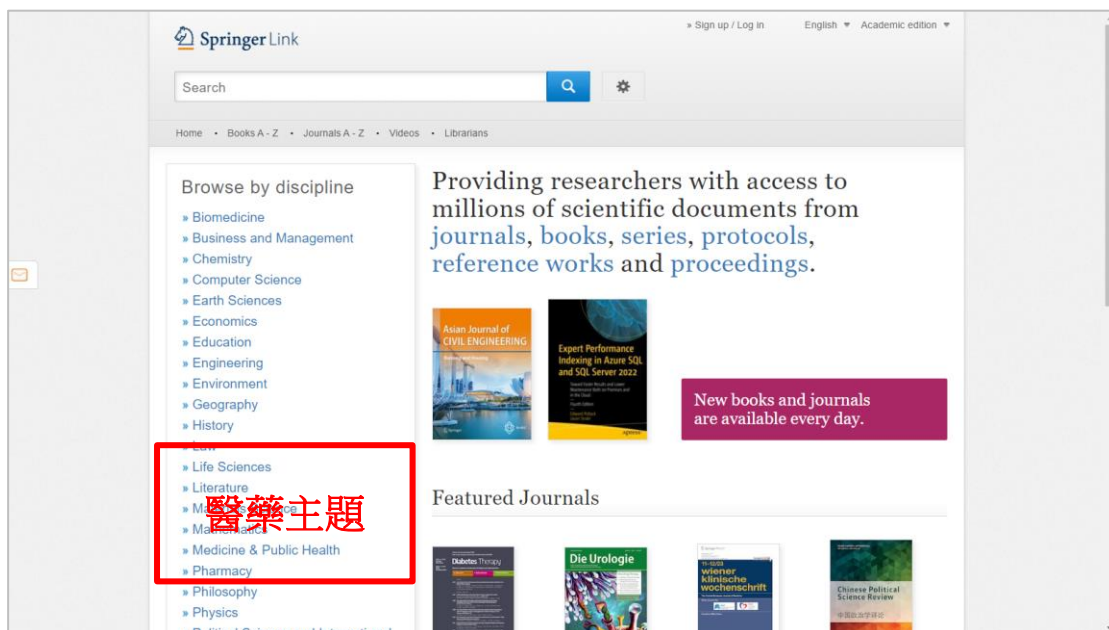 Springer Link
» Sign up / Log in
English
Academic edition
Search
Home • Books A - Z • Journals A - Z • Videos • Librarians
Browse by discipline
» Biomedicine
» Business and Management
» Chemistry
» Computer Science
» Earth Sciences
» Economics
» Education
» Engineering
» Environment
» Geography
» History
» Law
» Life Sciences
» Literature
» Mathematics
» Medicine & Public Health
» Pharmacy
» Philosophy
» Physics
醫藥主題
Providing researchers with access to
millions of scientific documents from
journals, books, series, protocols,
reference works and proceedings.
Asian Journal of
CIVIL ENGINEERING
Expert Performance
Indexing in Azure SQL
and SQL Server 2022
New books and journals
are available every day.
Featured Journals
Diabetes Therapy
Die Urologie
wiener
klinische
wochenschrift
Chinese Political
Science Review